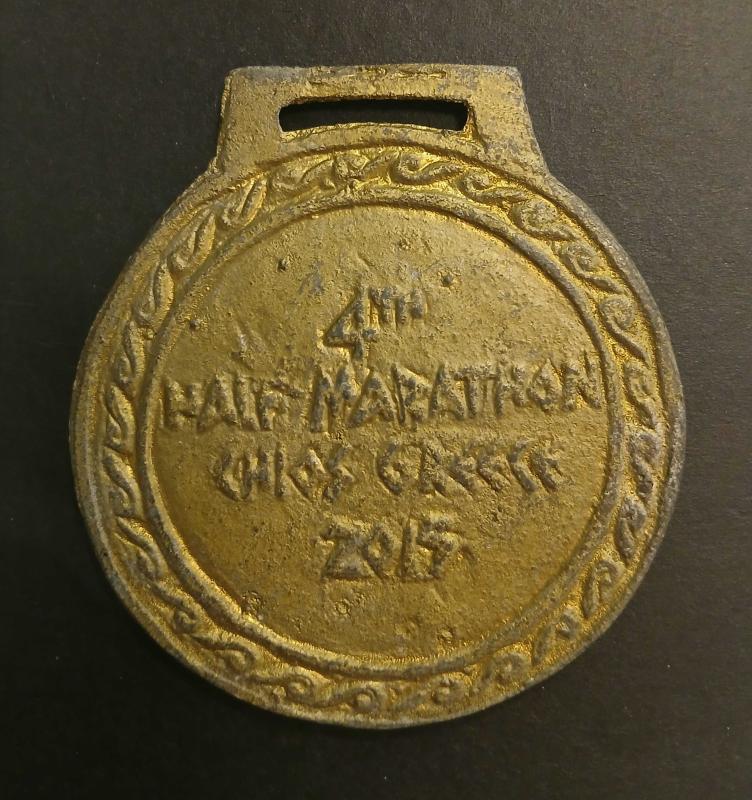 4TH
HALF MARATHON
CHIOS GREECE
2015